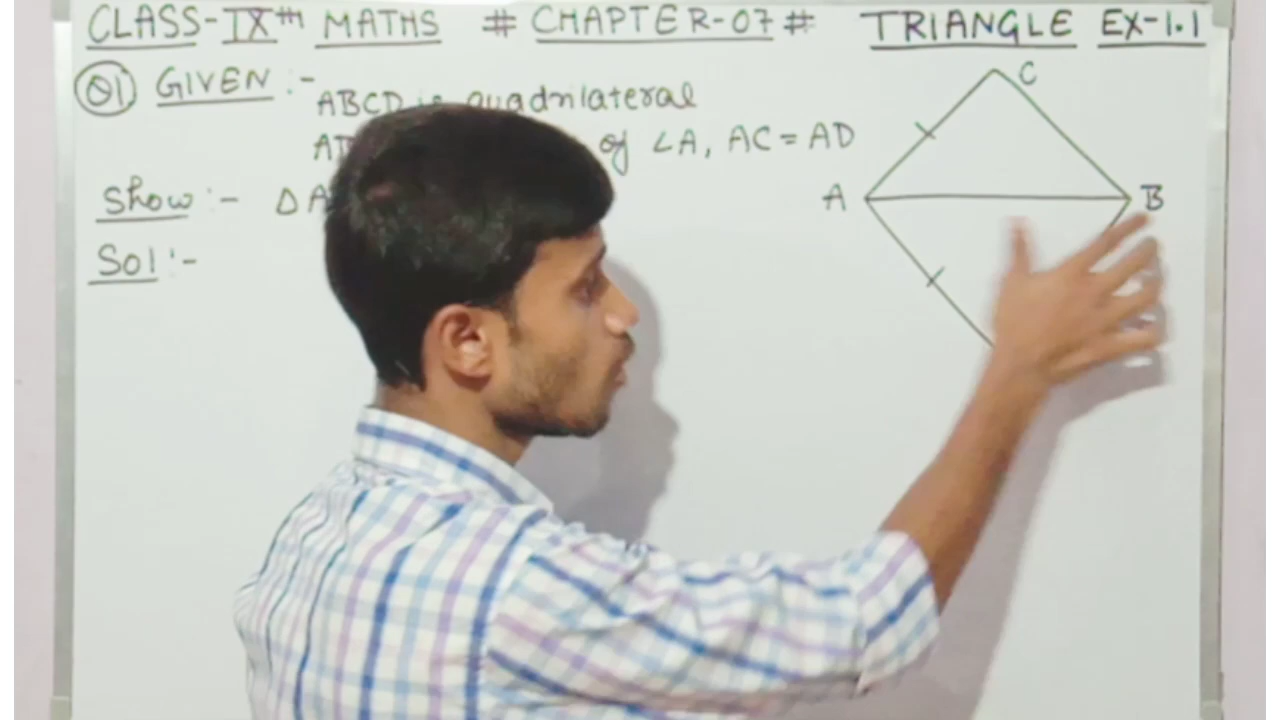 CLASS-IXth MATHS # CHAPTER-07 # TRIANGLE EX-1.1
Q1 GIVEN :-
ABCD is quadrilateral
of ∠A, AC = AD
Show :- Δ A
Sol :-
C
A
B